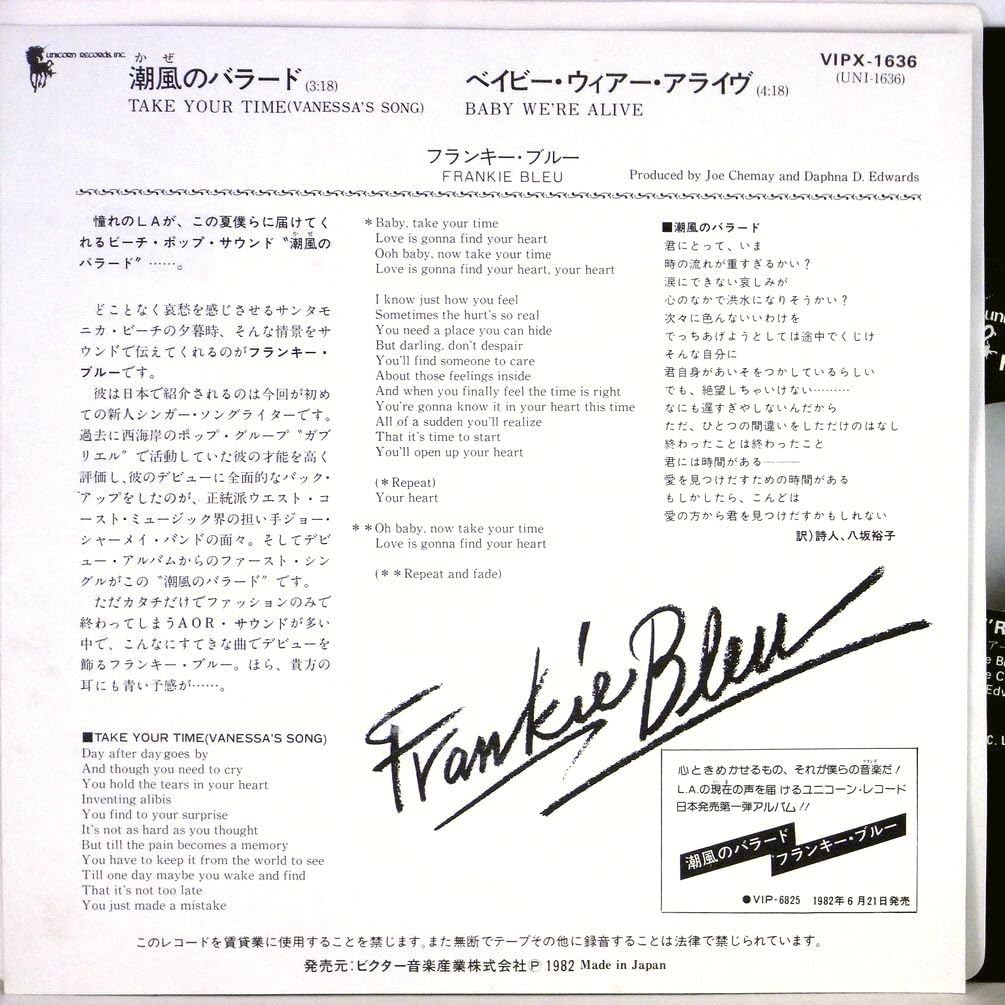 UNICORN RECORDS, INC.
かぜ
潮風のバラード(3:18)
TAKE YOUR TIME(VANESSA'S SONG)
ベイビー・ウィアー・アライヴ(4:18)
BABY WE'RE ALIVE
VIPX-1636
(UNI-1636)
フランキー・ブルー
FRANKIE BLEU
Produced by Joe Chemay and Daphna D. Edwards
憧れのLAが、この夏僕らに届けてく
れるビーチ・ポップ・サウンド〝潮風の
かぜ
バラード〟……。
どことなく哀愁を感じさせるサンタモ
ニカ・ビーチの夕暮時、そんな情景をサ
ウンドで伝えてくれるのがフランキー・
ブルーです。
彼は日本で紹介されるのは今回が初め
ての新人シンガー・ソングライターです。
過去に西海岸のポップ・グループ〝ガブ
リエル〟で活動していた彼の才能を高く
評価し、彼のデビューに全面的なバック・
アップをしたのが、正統派ウエスト・コ
ースト・ミュージック界の担い手ジョー・
シャーメイ・バンドの面々。そしてデビ
ュー・アルバムからのファースト・シン
グルがこの〝潮風のバラード〟です。
ただカタチだけでファッションのみで
終わってしまうAOR・サウンドが多い
中で、こんなにすてきな曲でデビューを
飾るフランキー・ブルー。ほら、貴方の
耳にも青い予感が……。
■TAKE YOUR TIME(VANESSA'S SONG)
Day after day goes by
And though you need to cry
You hold the tears in your heart
Inventing alibis
You find to your surprise
It's not as hard as you thought
But till the pain becomes a memory
You have to keep it from the world to see
Till one day maybe you wake and find
That it's not too late
You just made a mistake
*Baby, take your time
Love is gonna find your heart
Ooh baby, now take your time
Love is gonna find your heart, your heart
I know just how you feel
Sometimes the hurt's so real
You need a place you can hide
But darling, don't despair
You'll find someone to care
About those feelings inside
And when you finally feel the time is right
You're gonna know it in your heart this time
All of a sudden you'll realize
That it's time to start
You'll open up your heart
(*Repeat)
Your heart
**Oh baby, now take your time
Love is gonna find your heart
(**Repeat and fade)
■潮風のバラード
君にとって、いま
時の流れが重すぎるかい？
涙にできない哀しみが
心のなかで洪水になりそうかい？
次々に色んないいわけを
でっちあげようとしては途中でくじけ
そんな自分に
君自身があいそをつかしているらしい
でも、絶望しちゃいけない………
なにも遅すぎやしないんだから
ただ、ひとつの間違いをしただけのはなし
終わったことは終わったこと
君には時間がある――
愛を見つけだすための時間がある
もしかしたら、こんどは
愛の方から君を見つけだすかもしれない
訳)詩人、八坂裕子
Frankie Bleu
心ときめかせるもの、それが僕らの音楽だ！
L.A.の現在の声を届けるユニコーン・レコード
いま
日本発売第一弾アルバム!!
潮風のバラード
フランキー・ブルー
●VIP-6825 1982年6月21日発売
このレコードを賃貸業に使用することを禁じます。また無断でテープその他に録音することは法律で禁じられています。
発売元：ビクター音楽産業株式会社Ⓟ 1982 Made in Japan